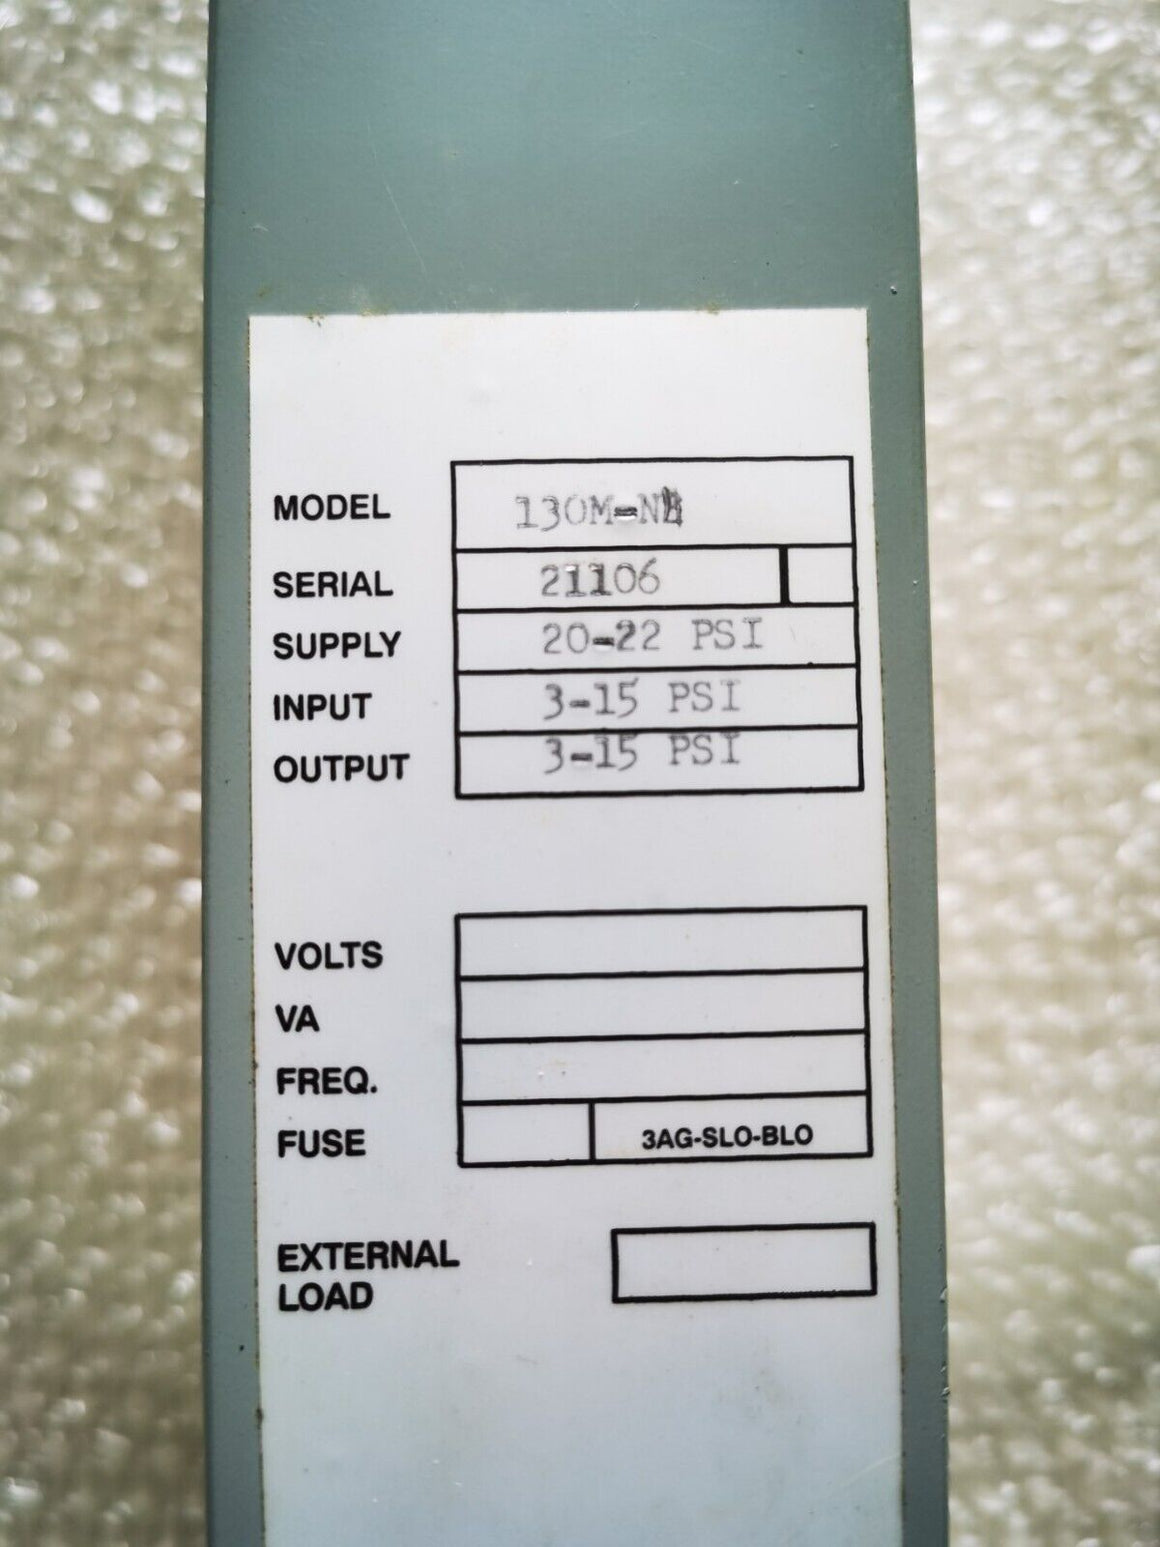 MODEL
SERIAL 21106
SUPPLY 20-22 PSI
INPUT 3-15 PSI
OUTPUT 3-15 PSI
VOLTS
VA
FREQ.
FUSE 3AG-SLO-BLO
EXTERNAL
LOAD